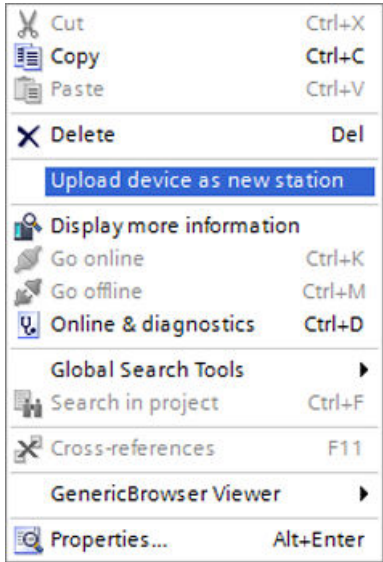 Cut Ctrl+X
Copy Ctrl+C
Paste Ctrl+V
Delete Del
Upload device as new station
Display more information
Go online Ctrl+K
Go offline Ctrl+M
Online & diagnostics Ctrl+D
Global Search Tools
Search in project Ctrl+F
Cross-references F11
GenericBrowser Viewer
Properties... Alt+Enter